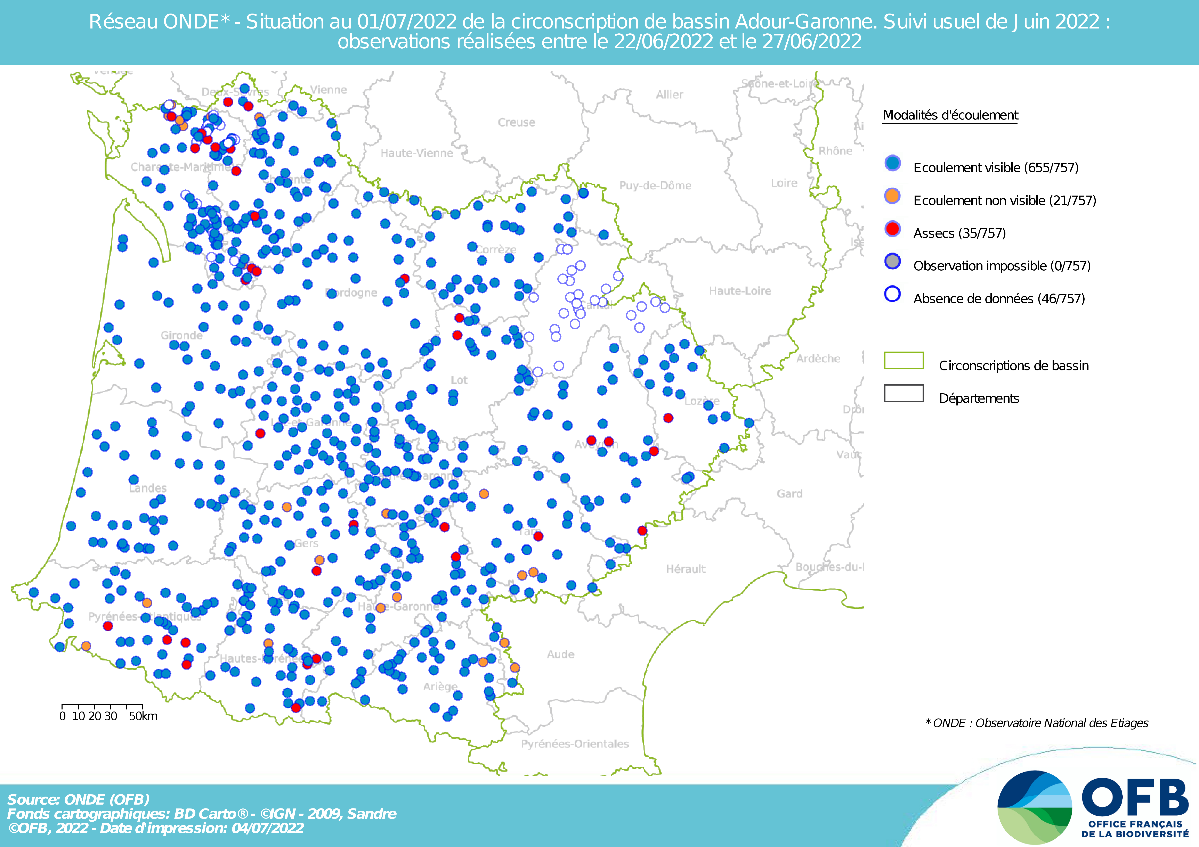 Réseau ONDE* - Situation au 01/07/2022 de la circonscription de bassin Adour-Garonne. Suivi usuel de Juin 2022 :
observations réalisées entre le 22/06/2022 et le 27/06/2022
Vienne
Allier
Saône-et-Loire
Creuse
Haute-Vienne
Rhône
Puy-de-Dôme
Loire
Corrèze
Dordogne
Haute-Loire
Gironde
Ardèche
Lot
Lozère
Landes
Gard
Gers
Tarn
Hérault
Haute-Garonne
Pyrénées-Atlantiques
Hautes-Pyrénées
Aude
Ariège
Pyrénées-Orientales
Modalités d'écoulement
Ecoulement visible (655/757)
Ecoulement non visible (21/757)
Assecs (35/757)
Observation impossible (0/757)
Absence de données (46/757)
Circonscriptions de bassin
Départements
0 10 20 30 50km
* ONDE : Observatoire National des Etiages
Source: ONDE (OFB)
Fonds cartographiques: BD Carto® - ©IGN - 2009, Sandre
©OFB, 2022 - Date d'impression: 04/07/2022
OFB
OFFICE FRANÇAIS
DE LA BIODIVERSITÉ